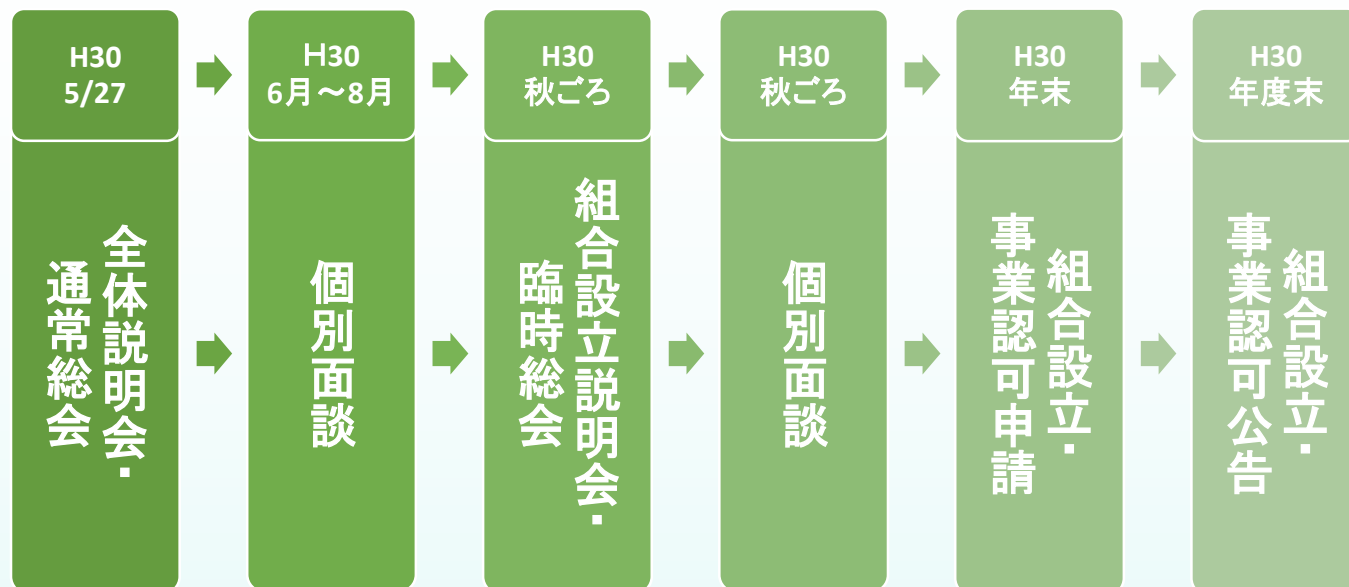 H30
5/27
全体説明会・
通常総会
H30
6月～8月
個別面談
H30
秋ごろ
組合設立説明会・
臨時総会
H30
秋ごろ
個別面談
H30
年末
組合設立・
事業認可申請
H30
年度末
組合設立・
事業認可公告